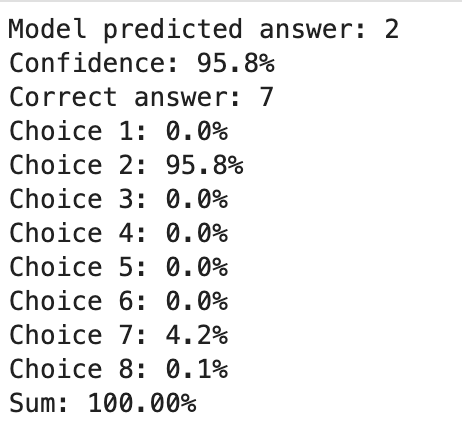 Model predicted answer: 2
Confidence: 95.8%
Correct answer: 7
Choice 1: 0.0%
Choice 2: 95.8%
Choice 3: 0.0%
Choice 4: 0.0%
Choice 5: 0.0%
Choice 6: 0.0%
Choice 7: 4.2%
Choice 8: 0.1%
Sum: 100.00%